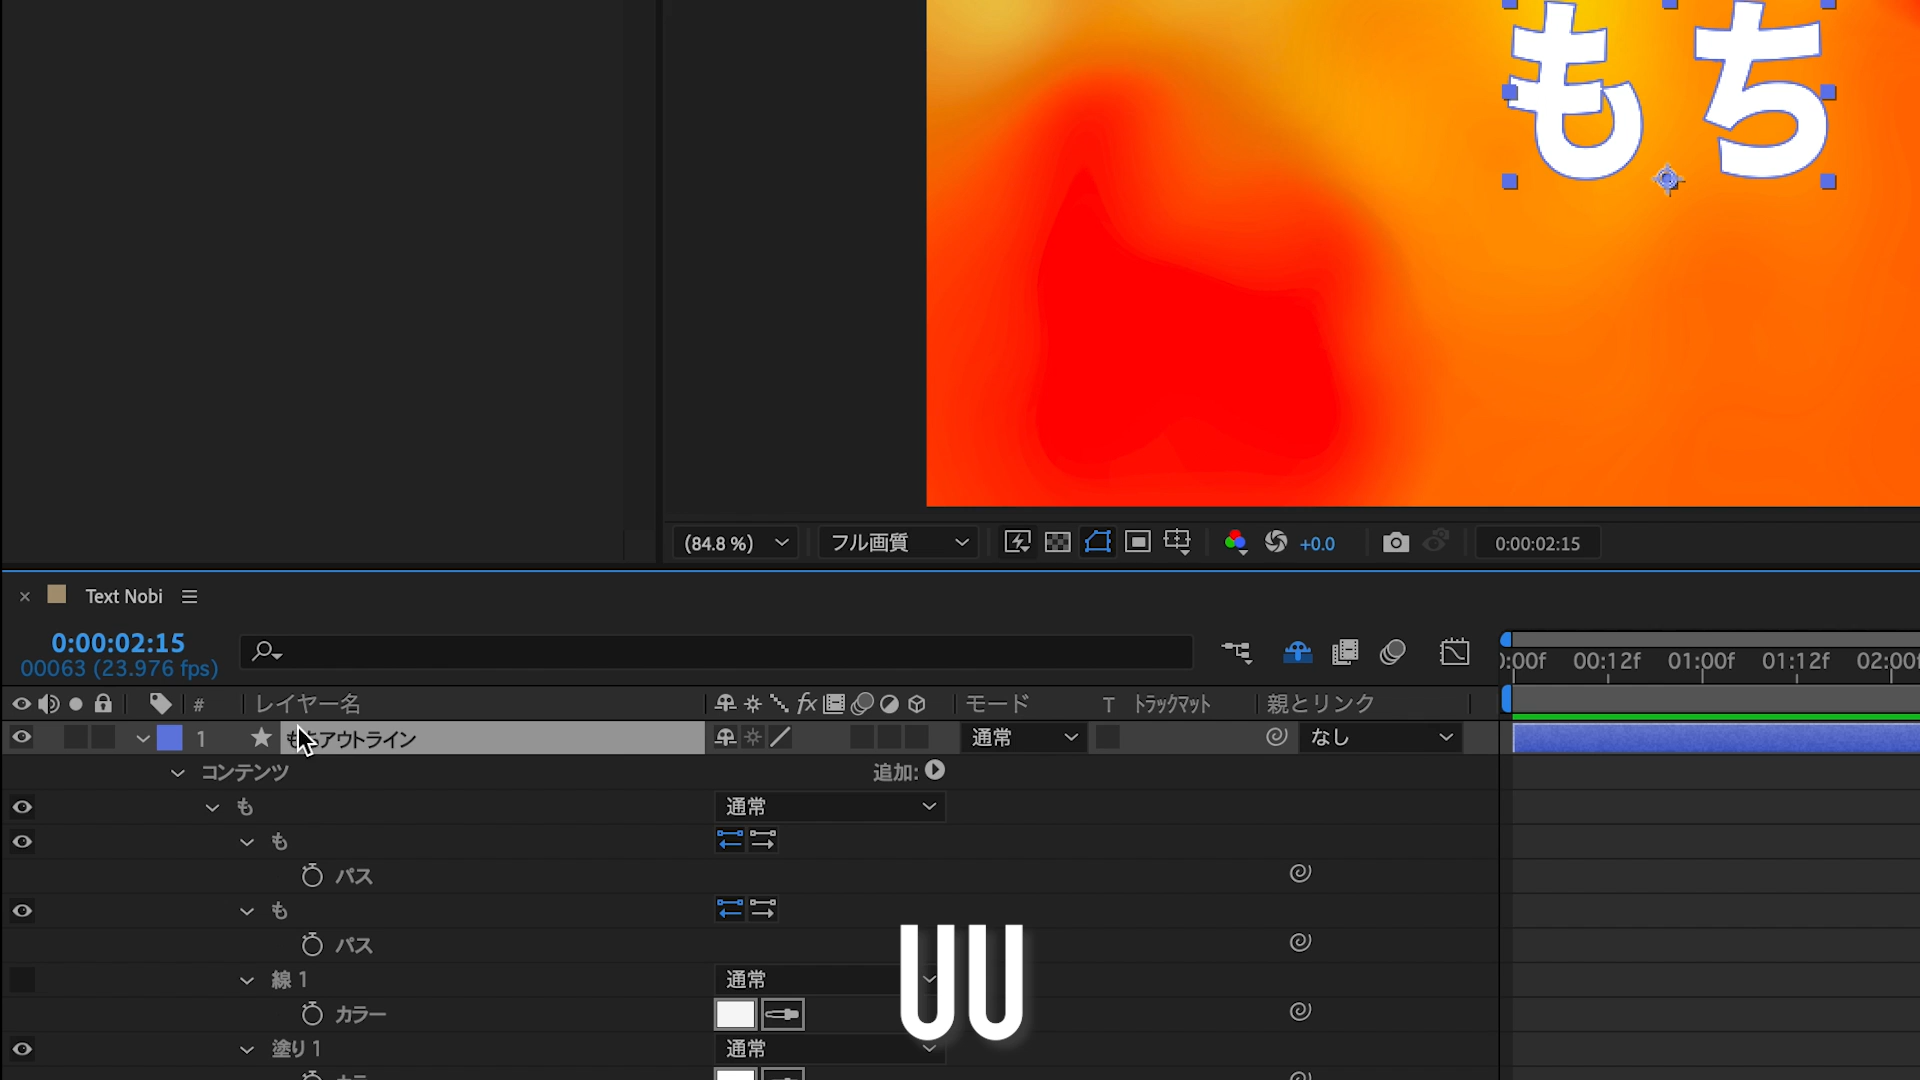 もち
(84.8 %) フル画質 +0.0 0:00:02:15
Text Nobi
0:00:02:15
00063 (23.976 fps)
:00f 00:12f 01:00f 01:12f 02:00f
# レイヤー名 fx モード T トラックマット 親とリンク
1 もちアウトライン 通常 なし
コンテンツ 追加:
も 通常
も
パス
も
パス
線 1 通常
カラー
塗り 1 通常
UU